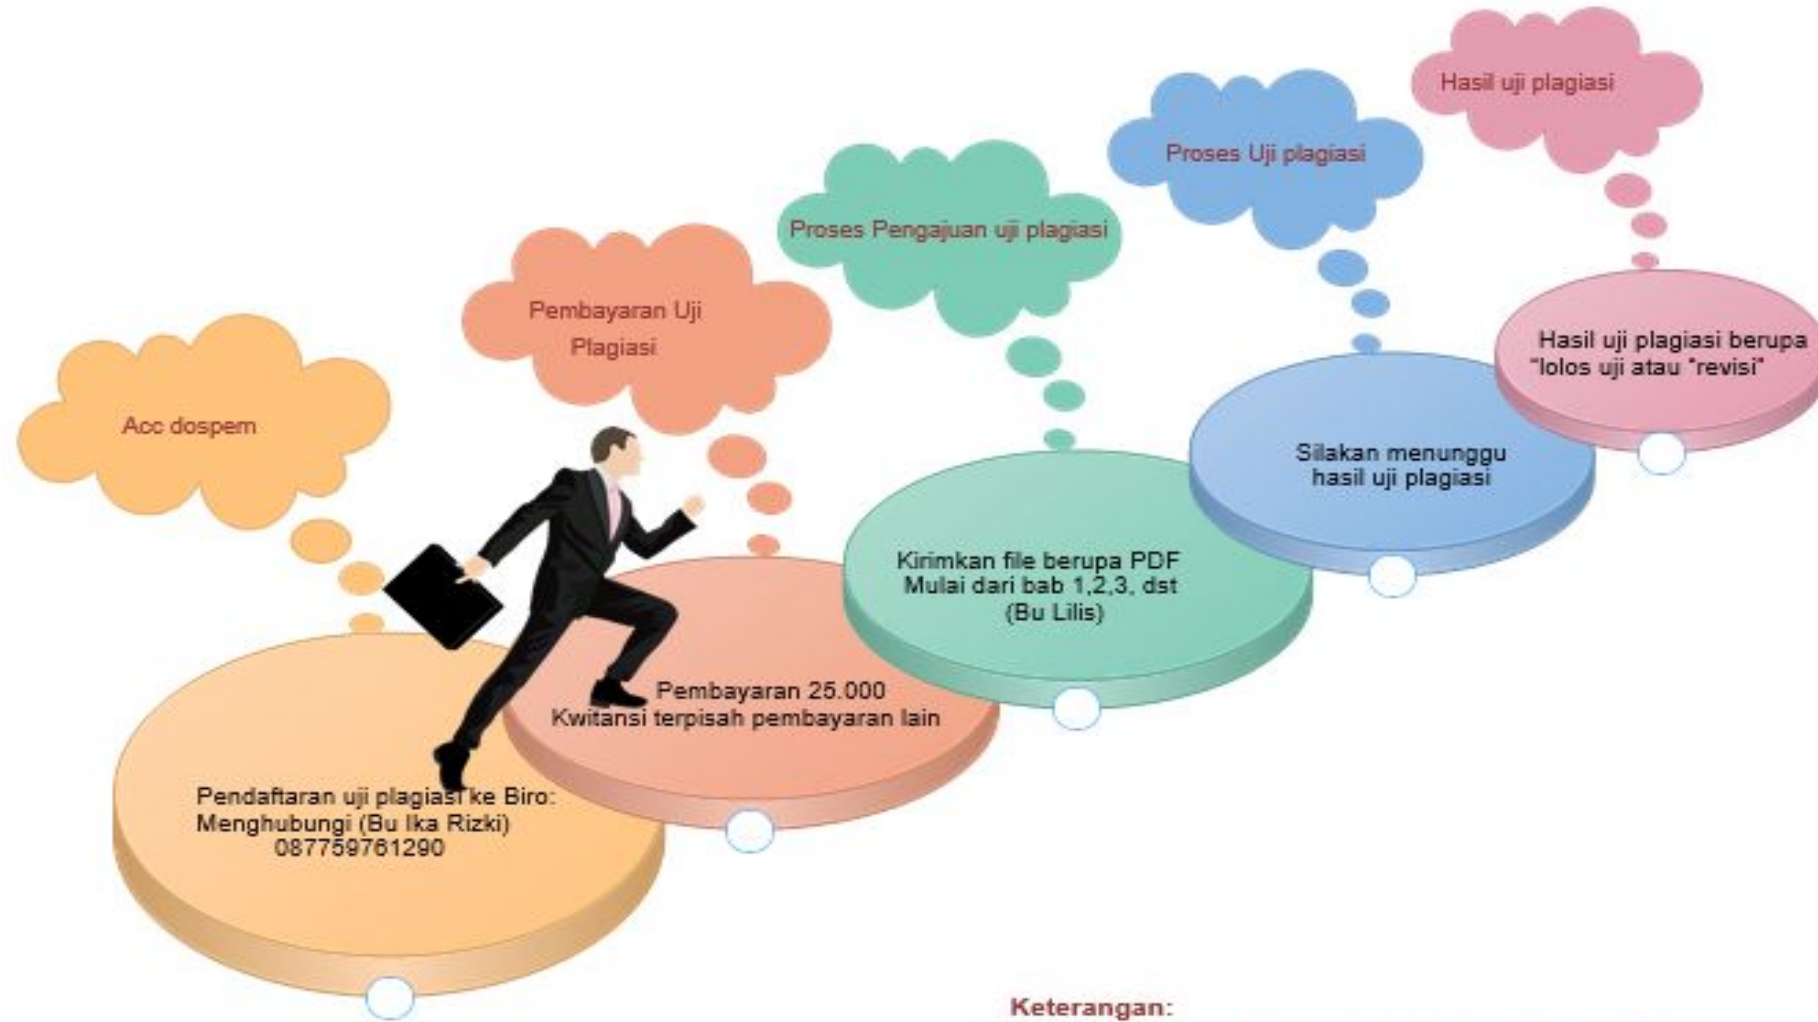 Acc dospem
Pendaftaran uji plagiasi ke Biro:
Menghubungi (Bu Ika Rizki)
087759761290
Pembayaran Uji
Plagiasi
Pembayaran 25.000
Kwitansi terpisah pembayaran lain
Proses Pengajuan uji plagiasi
Kirimkan file berupa PDF
Mulai dari bab 1,2,3, dst
(Bu Lilis)
Proses Uji plagiasi
Silakan menunggu
hasil uji plagiasi
Hasil uji plagiasi
Hasil uji plagiasi berupa
"lolos uji atau "revisi"
Keterangan: